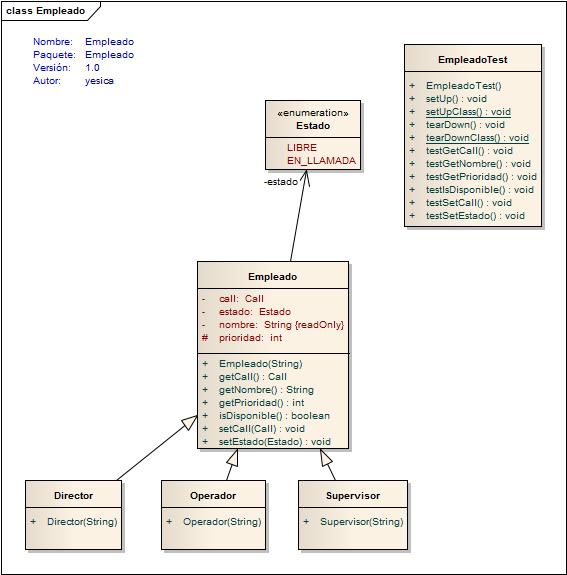 class Empleado
Nombre: Empleado
Paquete: Empleado
Versión: 1.0
Autor: yesica
EmpleadoTest
+ EmpleadoTest()
+ setUp() : void
+ setUpClass() : void
+ tearDown() : void
+ tearDownClass() : void
+ testGetCall() : void
+ testGetNombre() : void
+ testGetPrioridad() : void
+ testIsDisponible() : void
+ testSetCall() : void
+ testSetEstado() : void
«enumeration»
Estado
LIBRE
EN_LLAMADA
-estado
Empleado
- call: Call
- estado: Estado
- nombre: String {readOnly}
# prioridad: int
+ Empleado(String)
+ getCall() : Call
+ getNombre() : String
+ getPrioridad() : int
+ isDisponible() : boolean
+ setCall(Call) : void
+ setEstado(Estado) : void
Director
+ Director(String)
Operador
+ Operador(String)
Supervisor
+ Supervisor(String)